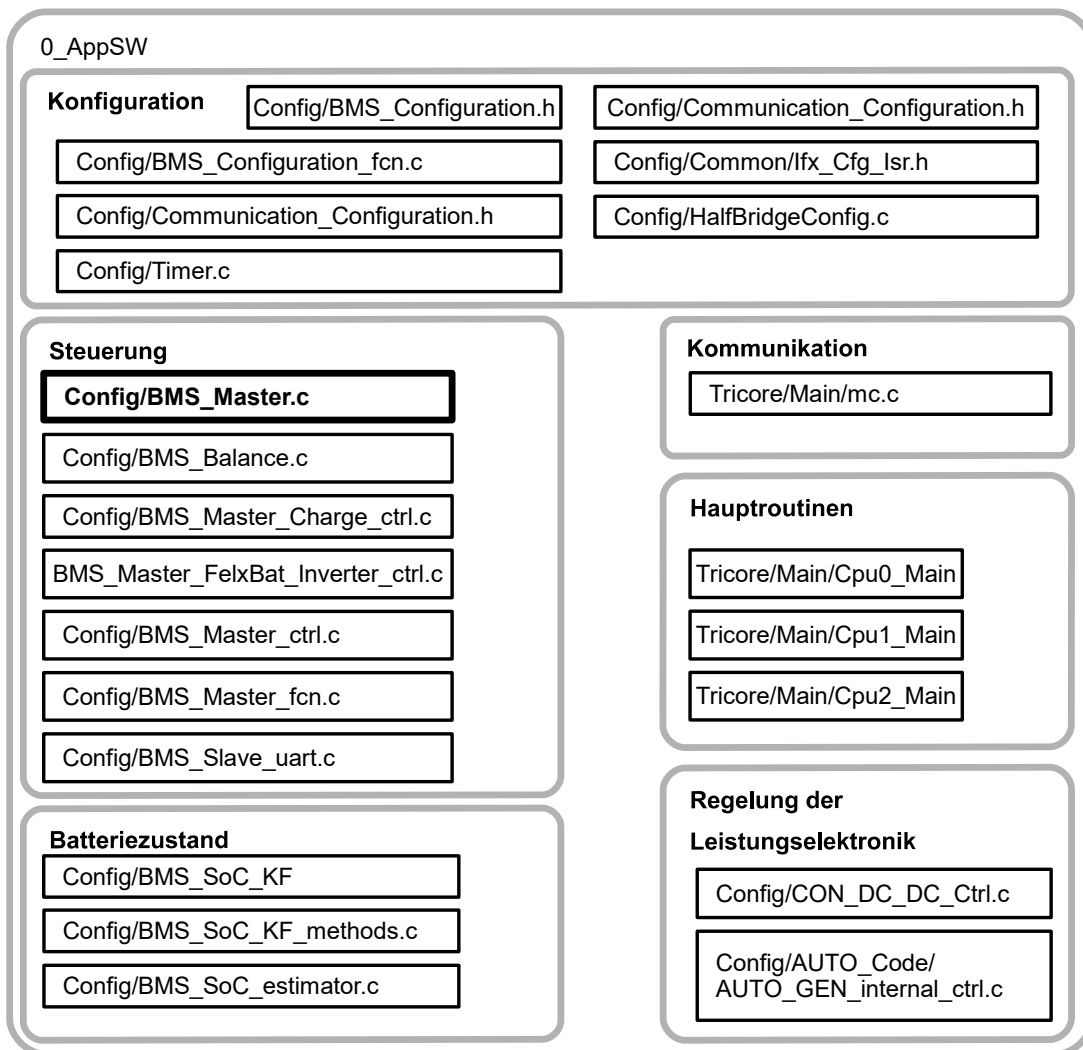 0_AppSW
Konfiguration
Config/BMS_Configuration.h
Config/Communication_Configuration.h
Config/BMS_Configuration_fcn.c
Config/Common/Ifx_Cfg_Isr.h
Config/Communication_Configuration.h
Config/HalfBridgeConfig.c
Config/Timer.c
Steuerung
Config/BMS_Master.c
Config/BMS_Balance.c
Config/BMS_Master_Charge_ctrl.c
BMS_Master_FelxBat_Inverter_ctrl.c
Config/BMS_Master_ctrl.c
Config/BMS_Master_fcn.c
Config/BMS_Slave_uart.c
Kommunikation
Tricore/Main/mc.c
Hauptroutinen
Tricore/Main/Cpu0_Main
Tricore/Main/Cpu1_Main
Tricore/Main/Cpu2_Main
Batteriezustand
Config/BMS_SoC_KF
Config/BMS_SoC_KF_methods.c
Config/BMS_SoC_estimator.c
Regelung der
Leistungselektronik
Config/CON_DC_DC_Ctrl.c
Config/AUTO_Code/
AUTO_GEN_internal_ctrl.c